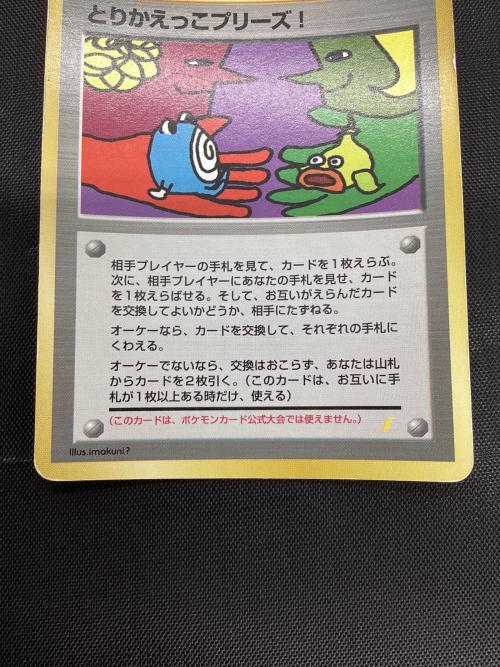 とりかえっこプリーズ！
相手プレイヤーの手札を見て、カードを1枚えらぶ。
次に、相手プレイヤーにあなたの手札を見せ、カード
を1枚えらばせる。そして、お互いがえらんだカード
を交換してよいかどうか、相手にたずねる。
オーケーなら、カードを交換して、それぞれの手札に
くわえる。
オーケーでないなら、交換はおこらず、あなたは山札
からカードを2枚引く。（このカードは、お互いに手
札が1枚以上ある時だけ、使える）
（このカードは、ポケモンカード公式大会では使えません。）
Illus.imakuni?